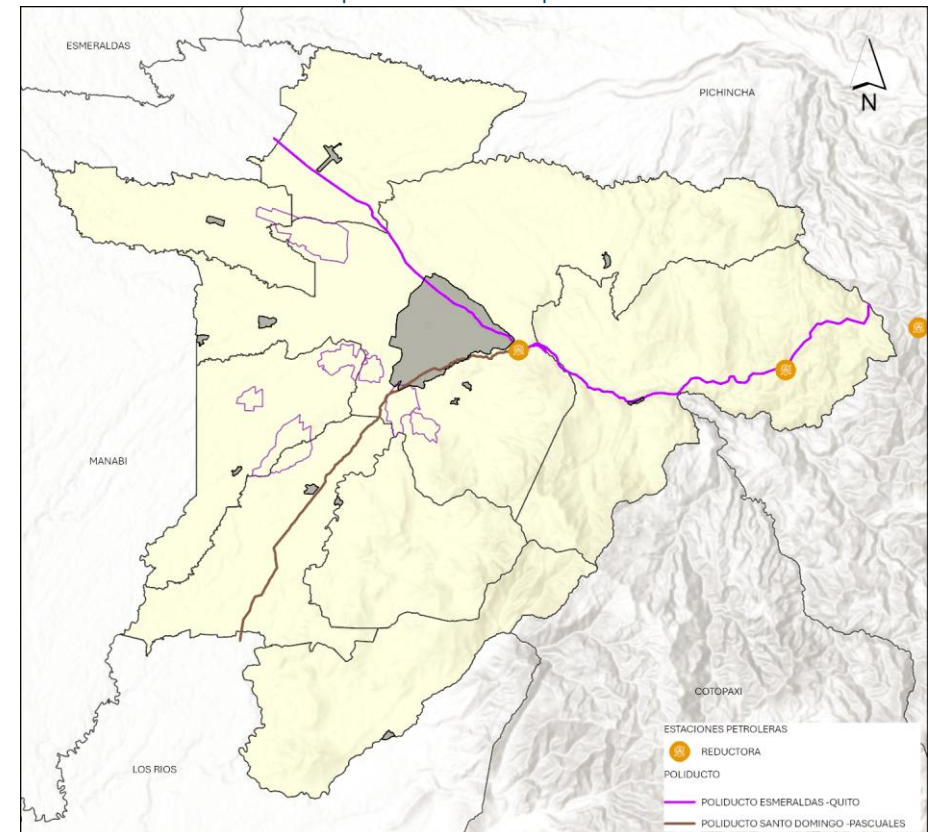 ESMERALDAS
PICHINCHA
N
MANABI
COTOPAXI
LOS RIOS
ESTACIONES PETROLERAS
REDUCTORA
POLIDUCTO
POLIDUCTO ESMERALDAS -QUITO
POLIDUCTO SANTO DOMINGO -PASCUALES